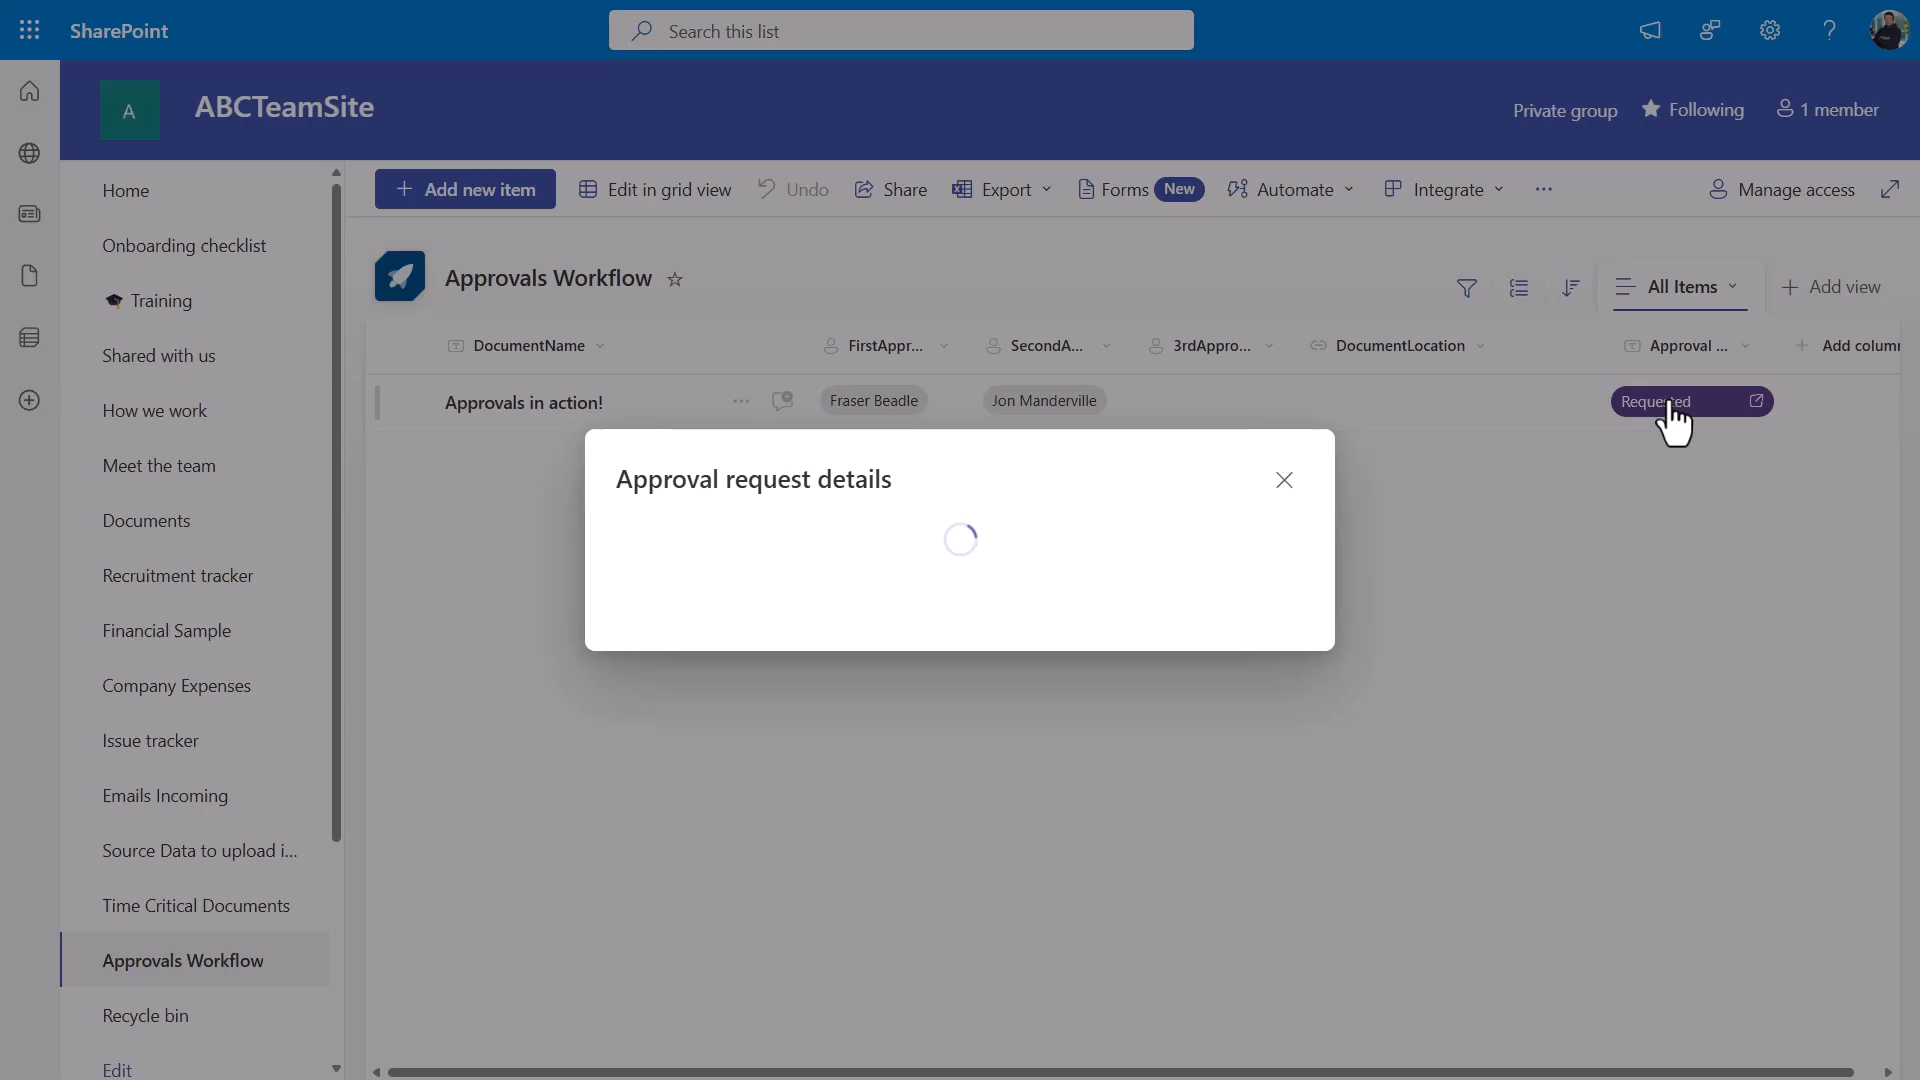 SharePoint
Search this list
A
ABCTeamSite
Private group
Following
1 member
Home
Onboarding checklist
Training
Shared with us
How we work
Meet the team
Documents
Recruitment tracker
Financial Sample
Company Expenses
Issue tracker
Emails Incoming
Source Data to upload i...
Time Critical Documents
Approvals Workflow
Recycle bin
Edit
Add new item
Edit in grid view
Undo
Share
Export
Forms New
Automate
Integrate
Manage access
Approvals Workflow
All Items
Add view
DocumentName
FirstAppr...
SecondA...
3rdAppro...
DocumentLocation
Approval ...
Add colum
Approvals in action!
Fraser Beadle
Jon Manderville
Requested
Approval request details